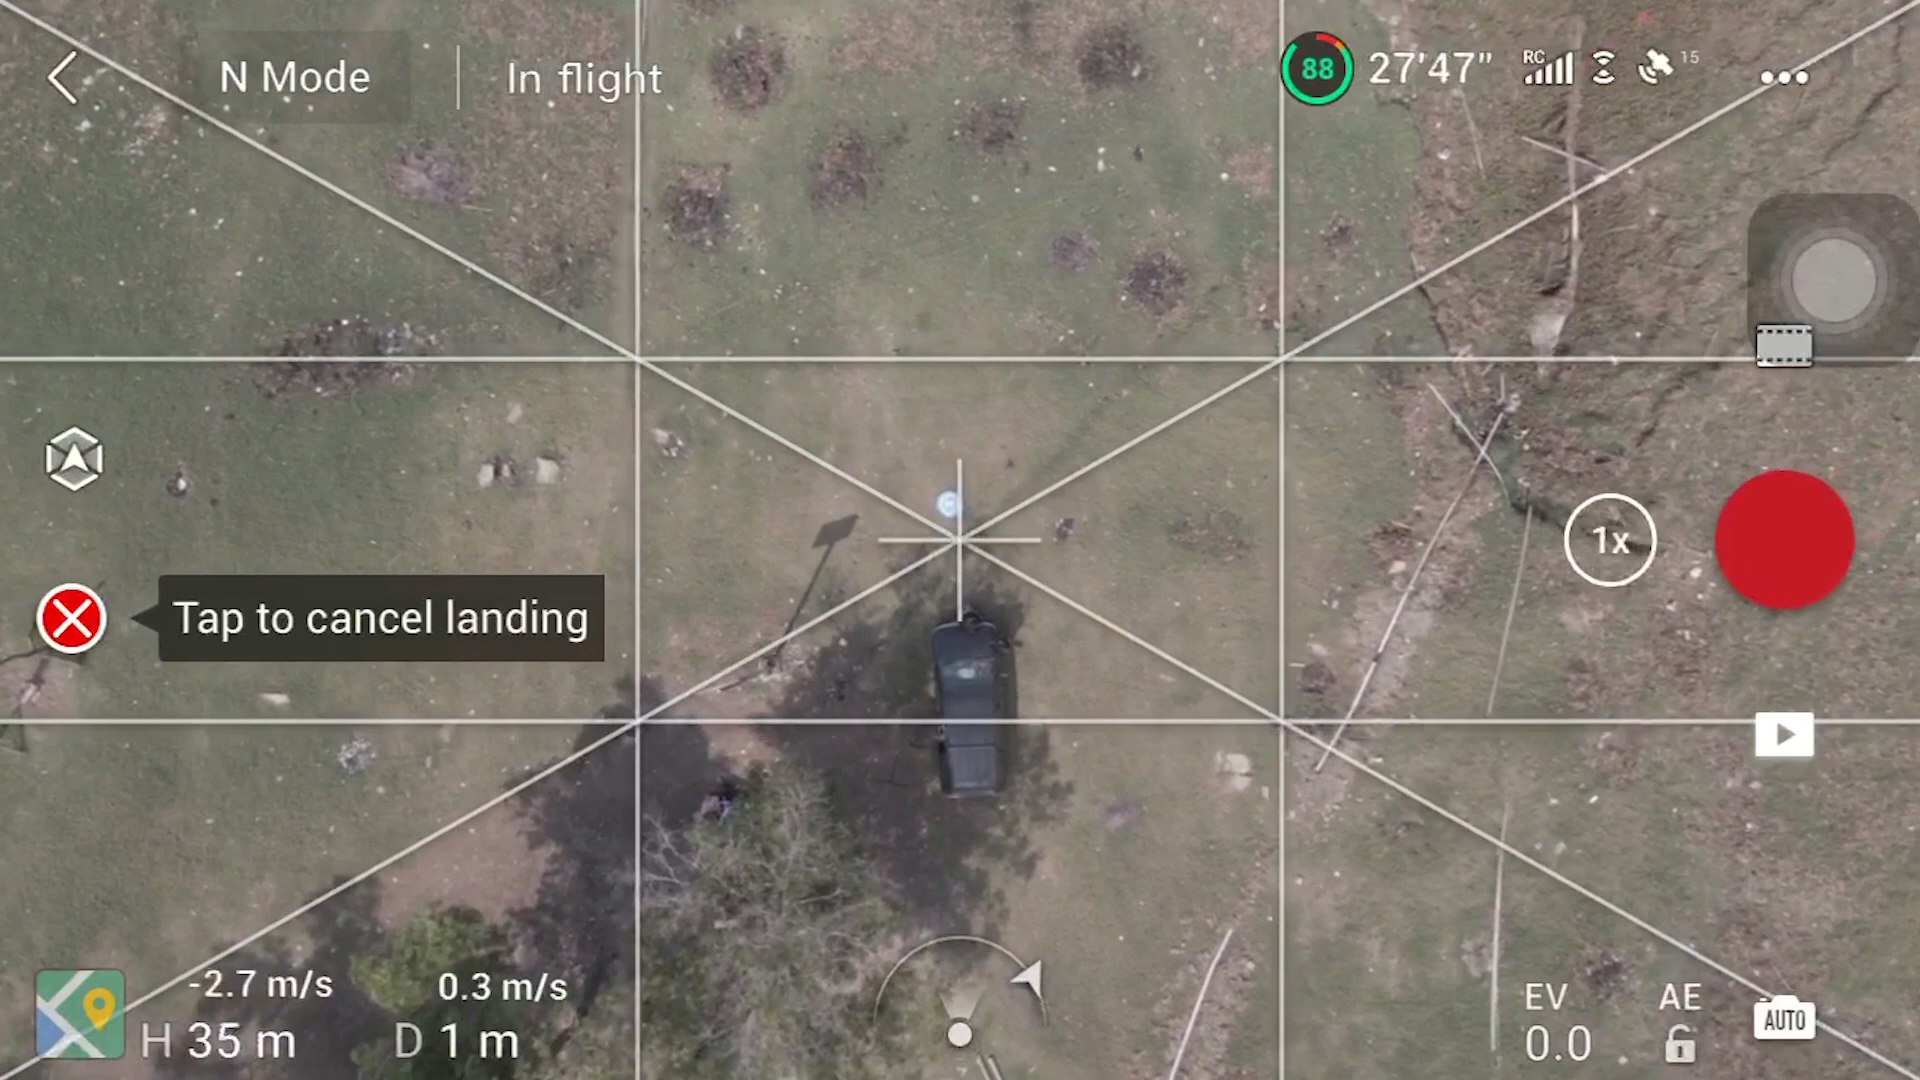 N Mode
In flight
88
27'47"
RC
15
1x
Tap to cancel landing
-2.7 m/s
0.3 m/s
H 35 m
D 1 m
EV
0.0
AE
AUTO